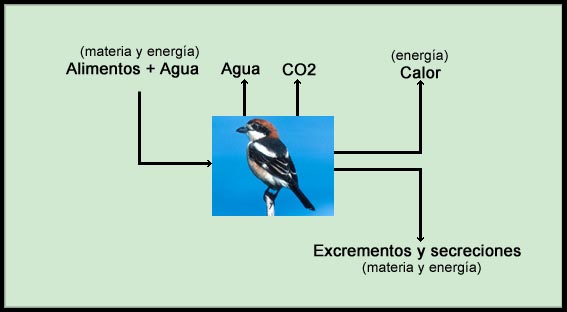 (materia y energía)
Alimentos + Agua
Agua
CO2
(energía)
Calor
Excrementos y secreciones
(materia y energía)